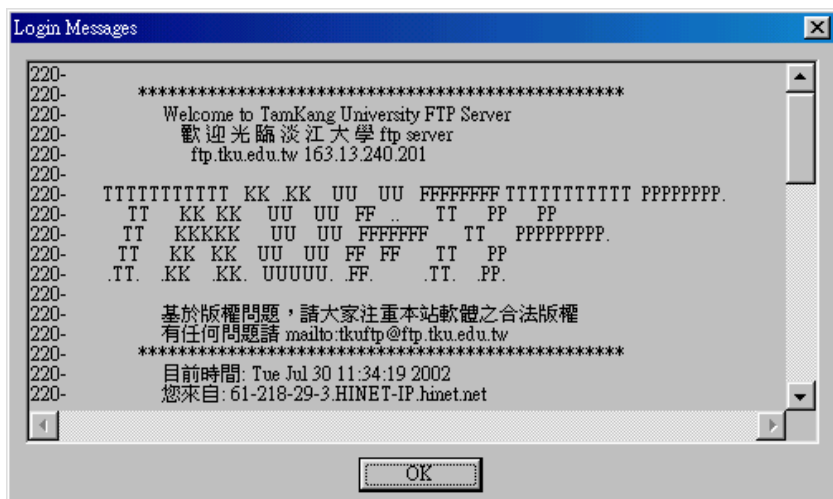 Login Messages
220-
220- *************************************************
220- Welcome to TamKang University FTP Server
220- 歡 迎 光 臨 淡 江 大 學 ftp server
220- ftp.tku.edu.tw 163.13.240.201
220-
220- TTTTTTTTTTT KK .KK UU UU FFFFFFFF TTTTTTTTTTT PPPPPPPP.
220- TT KK KK UU UU FF .. TT PP PP
220- TT KKKKK UU UU FFFFFFF TT PPPPPPPPP.
220- TT KK KK UU UU FF FF TT PP
220- .TT. .KK .KK. UUUUU. .FF. .TT. .PP.
220-
220- 基於版權問題，請大家注重本站軟體之合法版權
220- 有任何問題請 mailto:tkuftp@ftp.tku.edu.tw
220- *************************************************
220- 目前時間: Tue Jul 30 11:34:19 2002
220- 您來自: 61-218-29-3.HINET-IP.hinet.net
OK